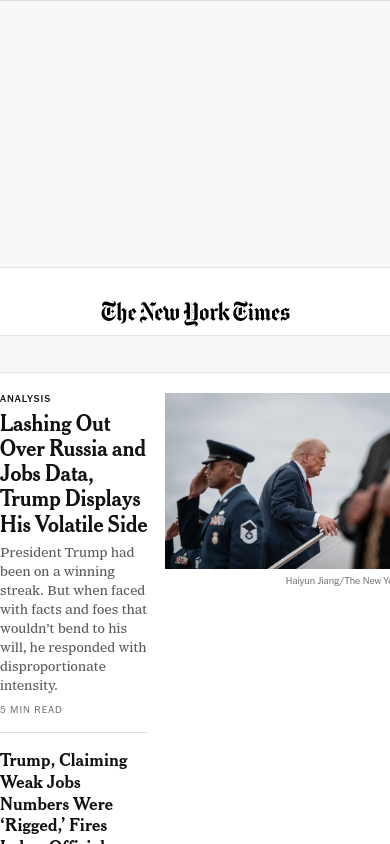 The New York Times
ANALYSIS
Lashing Out
Over Russia and
Jobs Data,
Trump Displays
His Volatile Side
President Trump had
been on a winning
streak. But when faced
with facts and foes that
wouldn’t bend to his
will, he responded with
disproportionate
intensity.
5 MIN READ
Haiyun Jiang/The New Yo
Trump, Claiming
Weak Jobs
Numbers Were
‘Rigged,’ Fires